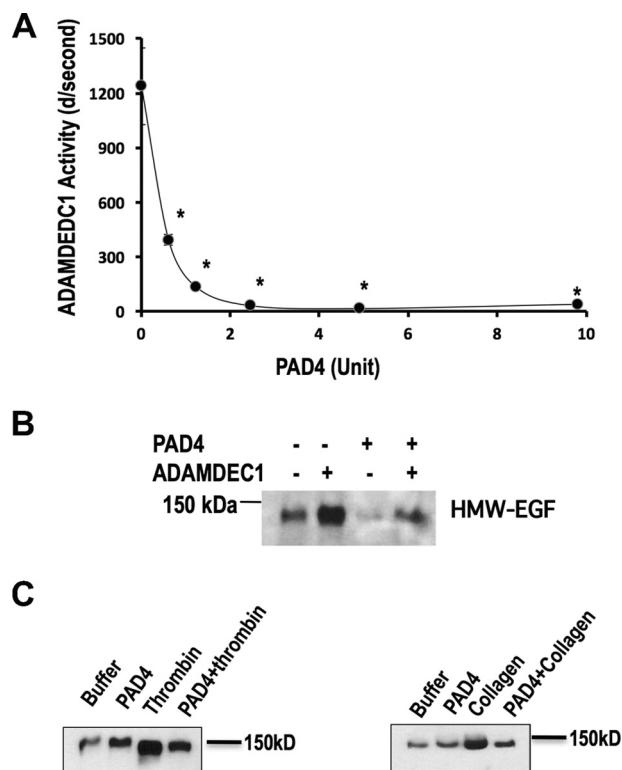 A
ADAMDEDC1 Activity (d/second)
1500
1200
900
600
300
0
* * * * *
0 2 4 6 8 10
PAD4 (Unit)
B
PAD4 - - + +
ADAMDEC1 - + - +
150 kDa
HMW-EGF
C
Buffer PAD4 Thrombin PAD4+thrombin
150kD
Buffer PAD4 Collagen PAD4+Collagen
150kD